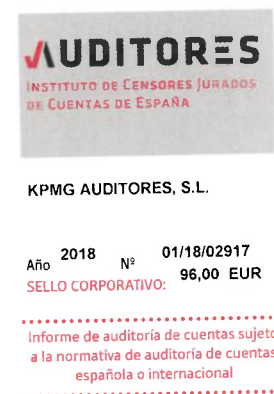 AUDITORES
INSTITUTO DE CENSORES JURADOS
DE CUENTAS DE ESPAÑA
KPMG AUDITORES, S.L.
Año 2018 Nº 01/18/02917
96,00 EUR
SELLO CORPORATIVO:
Informe de auditoría de cuentas sujeto
a la normativa de auditoría de cuentas
española o internacional